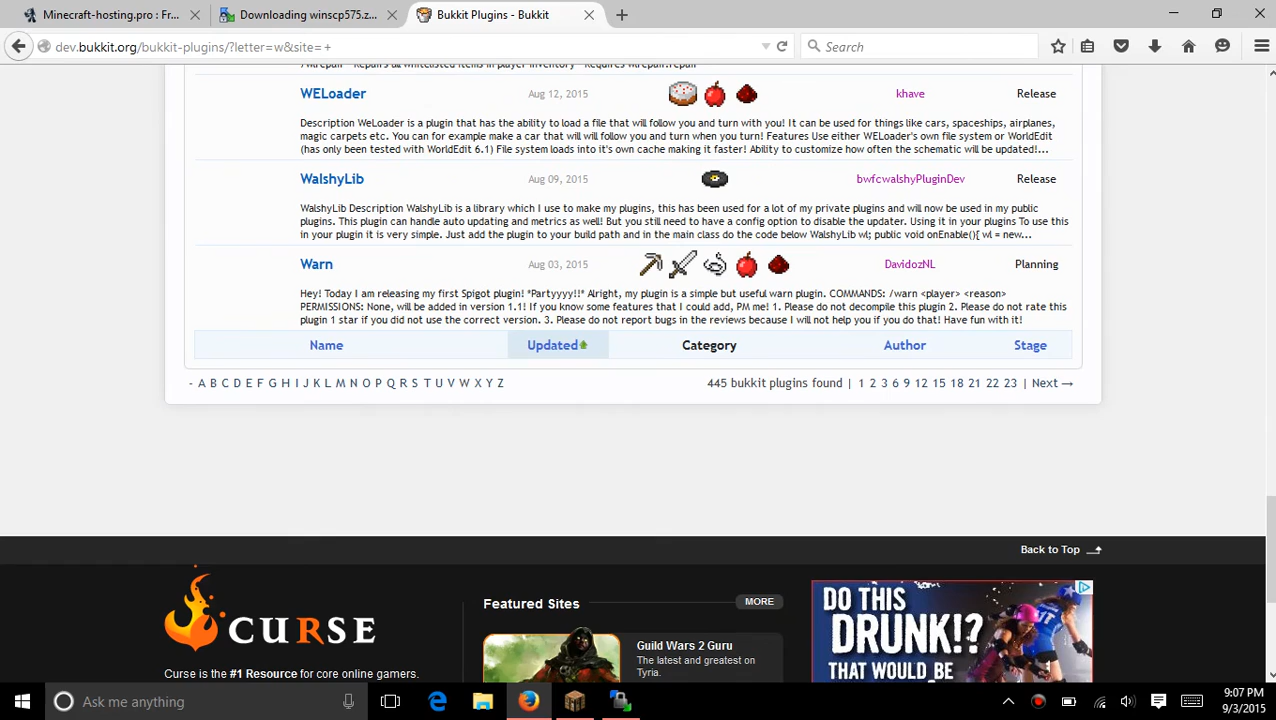 Minecraft-hosting.pro : Fr...
Downloading winscp575.z...
Bukkit Plugins - Bukkit
dev.bukkit.org/bukkit-plugins/?letter=w&site=+
Search
WELoader Aug 12, 2015 khave Release
Description WeLoader is a plugin that has the ability to load a file that will follow you and turn with you! It can be used for things like cars, spaceships, airplanes,
magic carpets etc. You can for example make a car that will will follow you and turn when you turn! Features Use either WELoader's own file system or WorldEdit
(has only been tested with WorldEdit 6.1) File system loads into it's own cache making it faster! Ability to customize how often the schematic will be updated!...
WalshyLib Aug 09, 2015 bwfcwalshyPluginDev Release
WalshyLib Description WalshyLib is a library which I use to make my plugins, this has been used for a lot of my private plugins and will now be used in my public
plugins. This plugin can handle auto updating and metrics as well! But you still need to have a config option to disable the updater. Using it in your plugins To use this
in your plugin it is very simple. Just add the plugin to your build path and in the main class do the code below WalshyLib wl; public void onEnable(){ wl = new...
Warn Aug 03, 2015 DavidozNL Planning
Hey! Today I am releasing my first Spigot plugin! *Partyyyy!!* Alright, my plugin is a simple but useful warn plugin. COMMANDS: /warn <player> <reason>
PERMISSIONS: None, will be added in version 1.1! If you know some features that I could add, PM me! 1. Please do not decompile this plugin 2. Please do not rate this
plugin 1 star if you did not use the correct version. 3. Please do not report bugs in the reviews because I will not help you if you do that! Have fun with it!
Name Updated Category Author Stage
- A B C D E F G H I J K L M N O P Q R S T U V W X Y Z 445 bukkit plugins found | 1 2 3 6 9 12 15 18 21 22 23 | Next →
Back to Top
CURSE
Curse is the #1 Resource for core online gamers.
Featured Sites MORE
Guild Wars 2 Guru
The latest and greatest on
Tyria.
DO THIS
DRUNK!?
THAT WOULD BE
Ask me anything
9:07 PM
9/3/2015